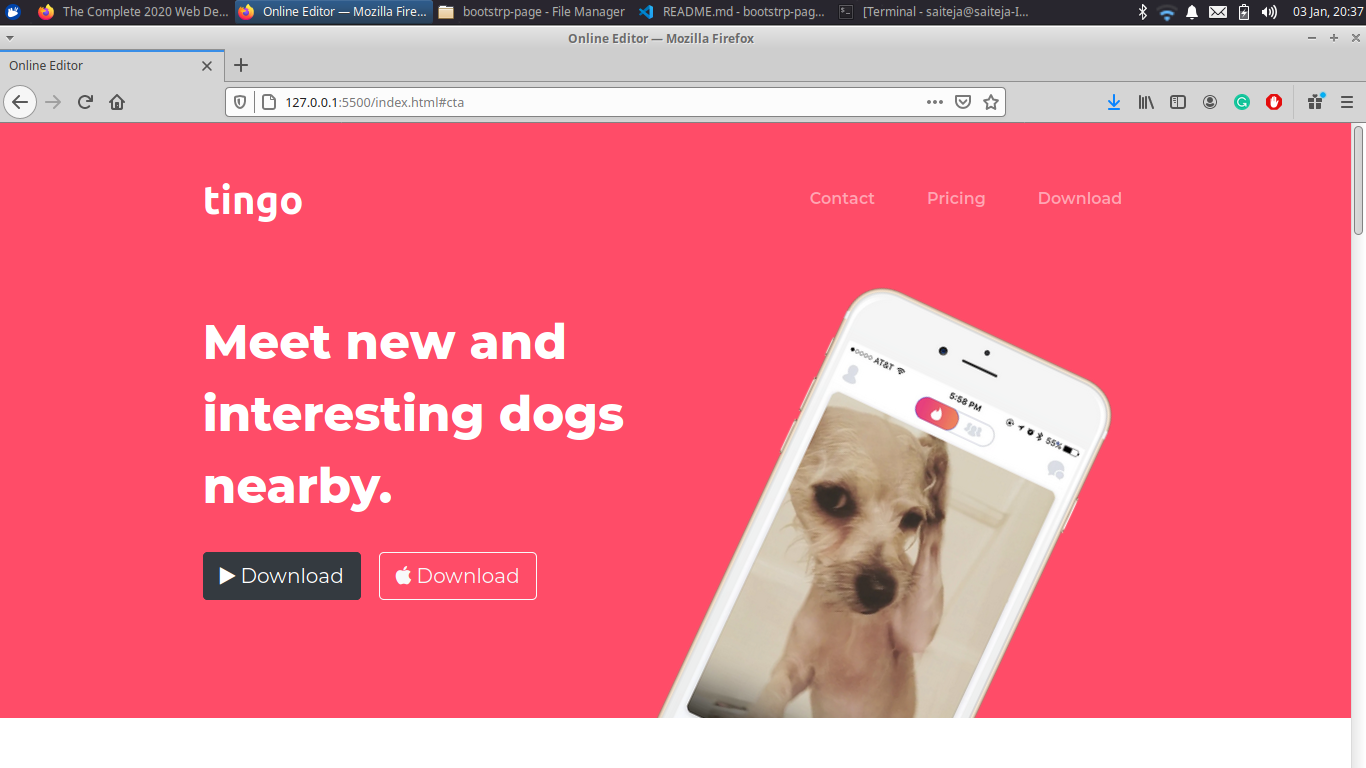 The Complete 2020 Web De...
Online Editor — Mozilla Fire...
bootstrp-page - File Manager
README.md - bootstrp-pag...
[Terminal - saiteja@saiteja-I...
03 Jan, 20:37
Online Editor — Mozilla Firefox
Online Editor
127.0.0.1:5500/index.html#cta
tingo
Contact
Pricing
Download
Meet new and
interesting dogs
nearby.
Download
Download
AT&T
5:58 PM
55%